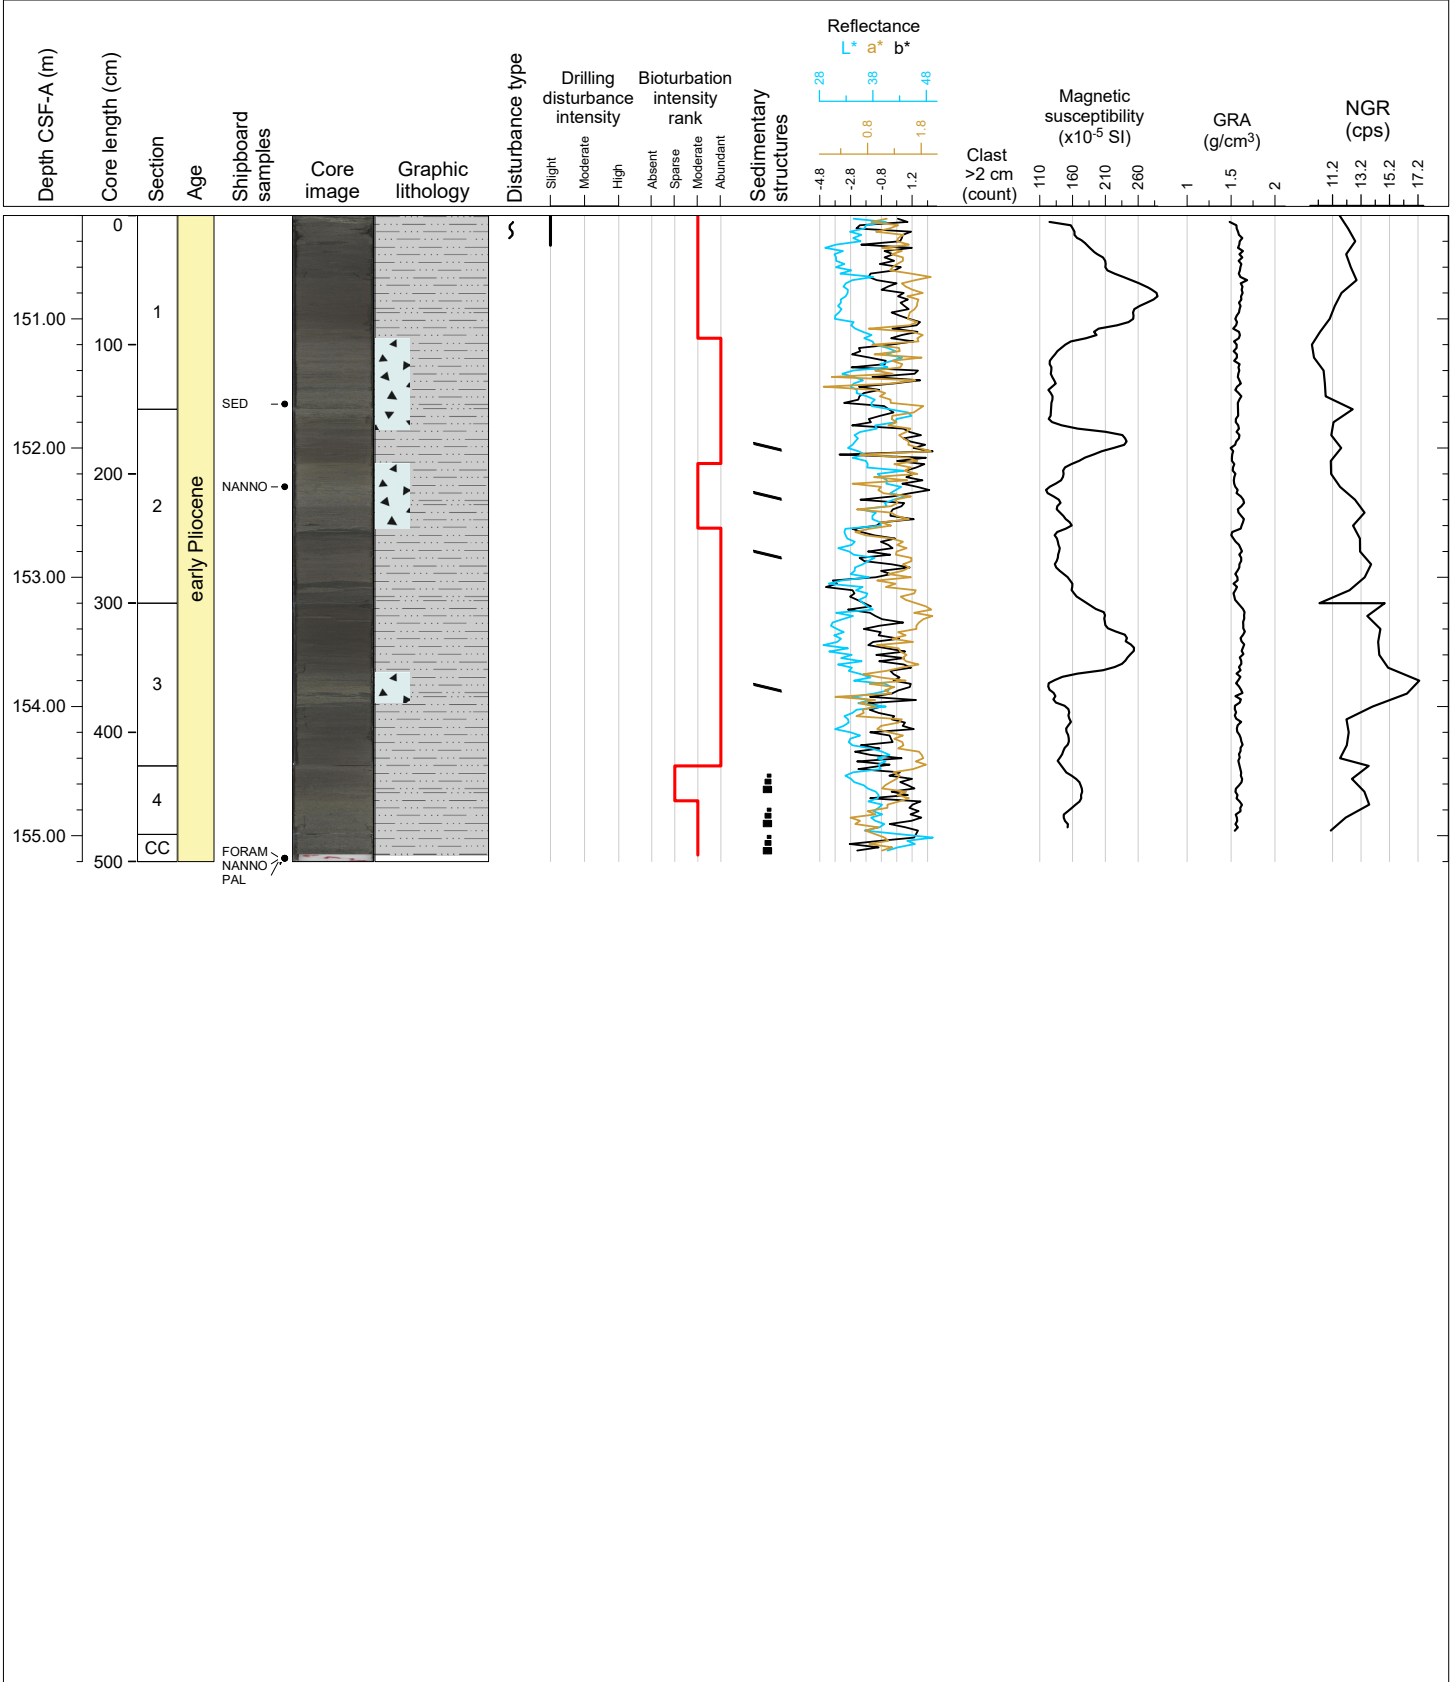 Depth CSF-A (m)
Core length (cm)
Section
Age
Shipboard
samples
Core
image
Graphic
lithology
Disturbance type
Drilling
disturbance
intensity
Slight
Moderate
High
Bioturbation
intensity
rank
Absent
Sparse
Moderate
Abundant
Sedimentary
structures
Reflectance
L* a* b*
28 38 48
0.8 1.8
-4.8 -2.8 -0.8 1.2
Clast
>2 cm
(count)
Magnetic
susceptibility
(x10-5 SI)
110 160 210 260
GRA
(g/cm3)
1 1.5 2
NGR
(cps)
11.2 13.2 15.2 17.2
0
151.00
1
100
SED
152.00
200
NANNO
2
early Pliocene
153.00
300
3
154.00
400
4
155.00
CC
500
FORAM
NANNO
PAL